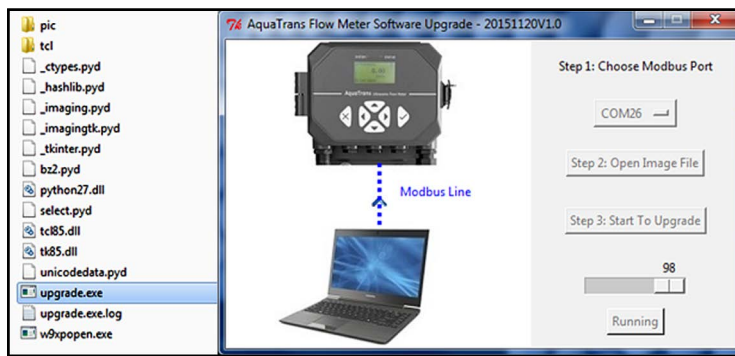 pic
tcl
_ctypes.pyd
_hashlib.pyd
_imaging.pyd
_imagingtk.pyd
_tkinter.pyd
bz2.pyd
python27.dll
select.pyd
tcl85.dll
tk85.dll
unicodedata.pyd
upgrade.exe
upgrade.exe.log
w9xpopen.exe
AquaTrans Flow Meter Software Upgrade - 20151120V1.0
AquaTrans
Modbus Line
Step 1: Choose Modbus Port
COM26
Step 2: Open Image File
Step 3: Start To Upgrade
98
Running